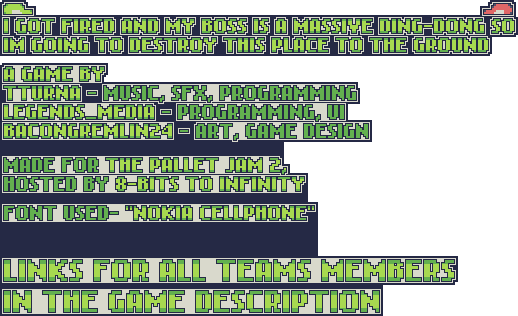 I GOT FIRED AND MY BOSS IS A MASSIVE DING-DONG SO
IM GOING TO DESTROY THIS PLACE TO THE GROUND
A GAME BY
TTURNA - MUSIC, SFX, PROGRAMMING
LEGENDS_MEDIA - PROGRAMMING, UI
BACONGREMLIN24 - ART, GAME DESIGN
MADE FOR THE PALLET JAM 2,
HOSTED BY 8-BITS TO INFINITY
FONT USED- "NOKIA CELLPHONE"
LINKS FOR ALL TEAMS MEMBERS
IN THE GAME DESCRIPTION